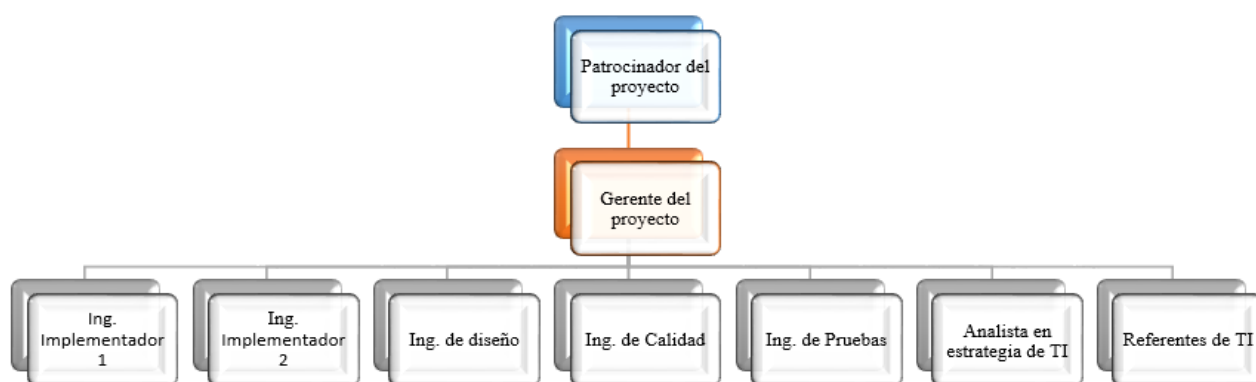 Patrocinador del
proyecto
Gerente del
proyecto
Ing.
Implementador
1
Ing.
Implementador
2
Ing. de diseño
Ing. de Calidad
Ing. de Pruebas
Analista en
estrategia de TI
Referentes de TI